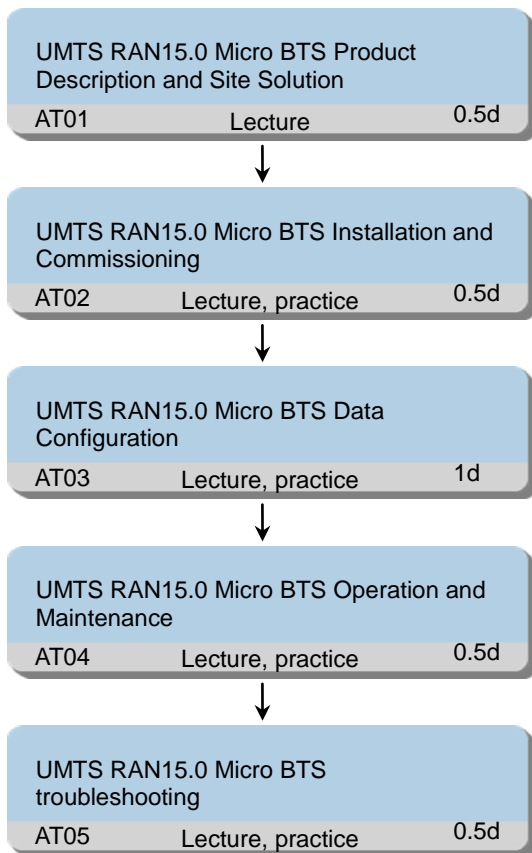 UMTS RAN15.0 Micro BTS Product
Description and Site Solution
AT01 Lecture 0.5d
UMTS RAN15.0 Micro BTS Installation and
Commissioning
AT02 Lecture, practice 0.5d
UMTS RAN15.0 Micro BTS Data
Configuration
AT03 Lecture, practice 1d
UMTS RAN15.0 Micro BTS Operation and
Maintenance
AT04 Lecture, practice 0.5d
UMTS RAN15.0 Micro BTS
troubleshooting
AT05 Lecture, practice 0.5d